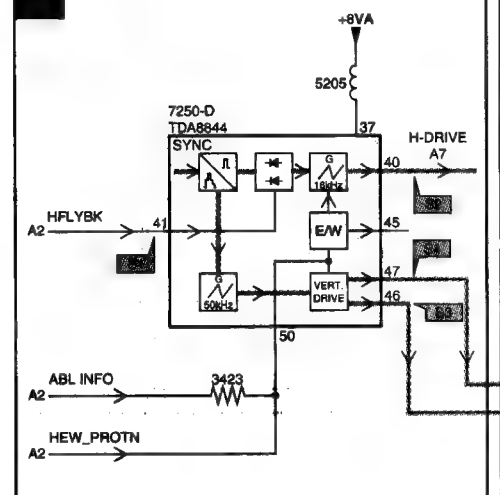 +8VA
5205
7250-D
TDA8844
SYNC
37
H-DRIVE
A7
G
16kHz
40
HFLYBK
A2
41
E/W
45
G
50kHz
VERT.
DRIVE
47
46
50
ABL INFO
A2
3423
HEW_PROTN
A2